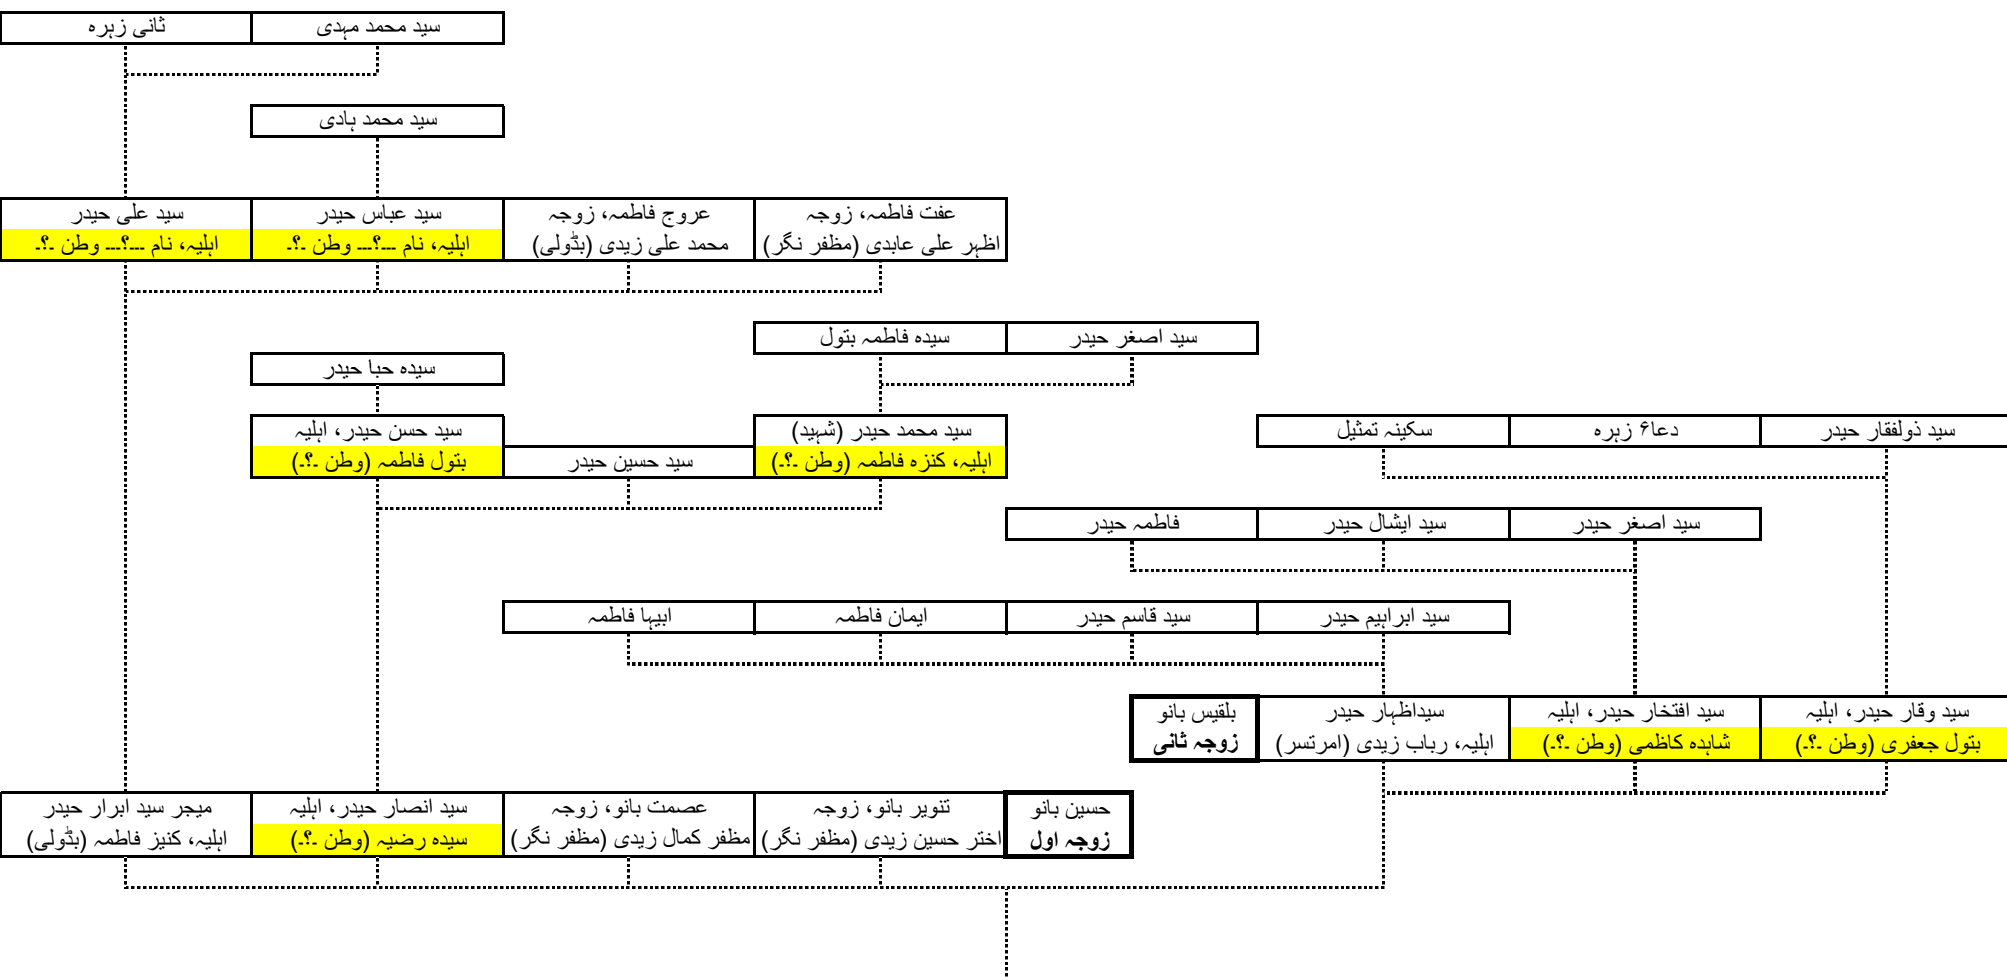 سید محمد مہدی
ثانی زہرہ
سید محمد ہادی
عفت فاطمہ، زوجہ
اظہر علی عابدی (مظفر نگر)
عروج فاطمہ، زوجہ
محمد علی زیدی (بڈولی)
سید عباس حیدر
اہلیہ، نام ـــ؟ـــ وطن ـ؟ـ
سید علی حیدر
اہلیہ، نام ـــ؟ـــ وطن ـ؟ـ
سید اصغر حیدر
سیدہ فاطمہ بتول
سیدہ حبا حیدر
سید ذولفقار حیدر
دعا۶ زہرہ
سکینہ تمثیل
سید محمد حیدر (شہید)
اہلیہ، کنزہ فاطمہ (وطن ـ؟ـ)
سید حسین حیدر
سید حسن حیدر، اہلیہ
بتول فاطمہ (وطن ـ؟ـ)
سید اصغر حیدر
سید ایشال حیدر
فاطمہ حیدر
سید ابراہیم حیدر
سید قاسم حیدر
ایمان فاطمہ
ابیہا فاطمہ
سید وقار حیدر، اہلیہ
بتول جعفری (وطن ـ؟ـ)
سید افتخار حیدر، اہلیہ
شاہدہ کاظمی (وطن ـ؟ـ)
سیداظہار حیدر
اہلیہ، رباب زیدی (امرتسر)
بلقیس بانو
زوجہ ثانی
حسین بانو
زوجہ اول
تنویر بانو، زوجہ
اختر حسین زیدی (مظفر نگر)
عصمت بانو، زوجہ
مظفر کمال زیدی (مظفر نگر)
سید انصار حیدر، اہلیہ
سیدہ رضیہ (وطن ـ؟ـ)
میجر سید ابرار حیدر
اہلیہ، کنیز فاطمہ (بڈولی)